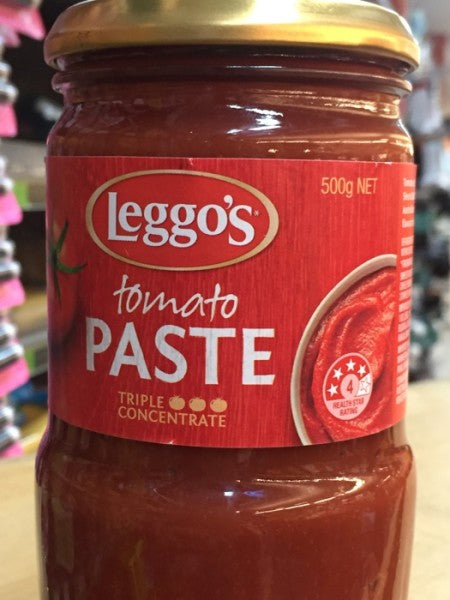 500g NET
Leggo's
tomato
PASTE
TRIPLE
CONCENTRATE
4
HEALTH STAR
RATING